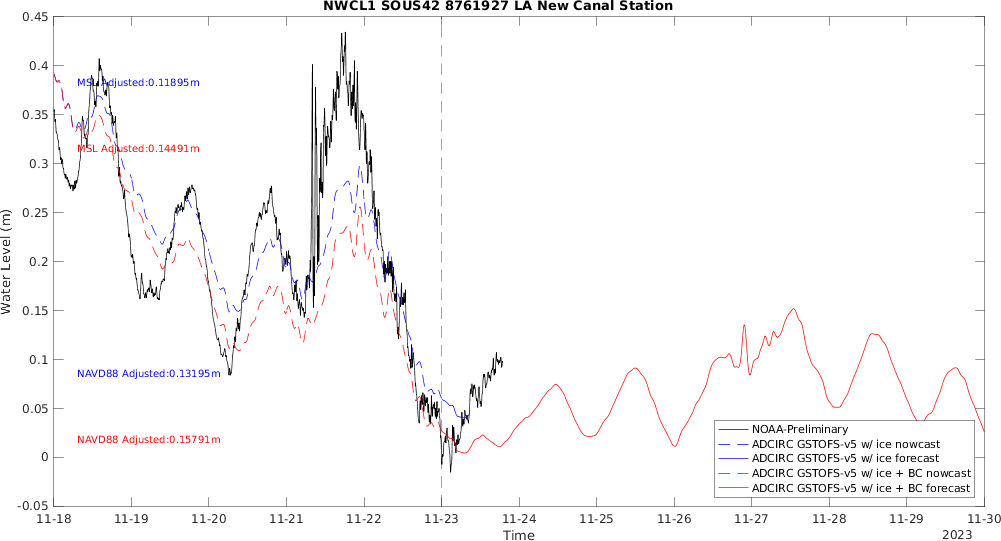 NWCL1 SOUS42 8761927 LA New Canal Station
0.45
0.4
0.35
0.3
0.25
0.2
0.15
0.1
0.05
0
-0.05
Water Level (m)
MSL Adjusted:0.11895m
MSL Adjusted:0.14491m
NAVD88 Adjusted:0.13195m
NAVD88 Adjusted:0.15791m
NOAA-Preliminary
ADCIRC GSTOFS-v5 w/ ice nowcast
ADCIRC GSTOFS-v5 w/ ice forecast
ADCIRC GSTOFS-v5 w/ ice + BC nowcast
ADCIRC GSTOFS-v5 w/ ice + BC forecast
11-18 11-19 11-20 11-21 11-22 11-23 11-24 11-25 11-26 11-27 11-28 11-29 11-30
Time
2023